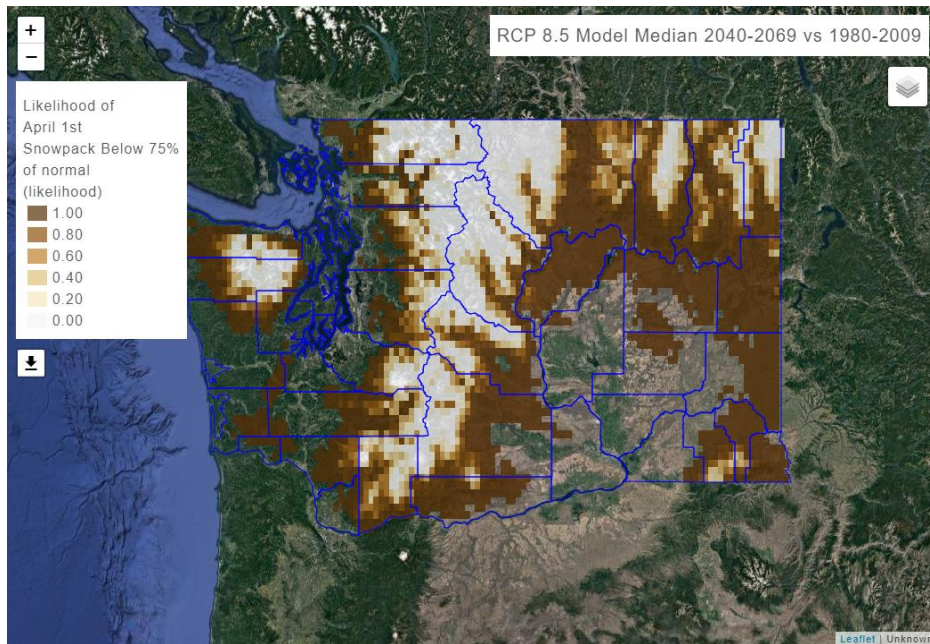 +
−
RCP 8.5 Model Median 2040-2069 vs 1980-2009
Likelihood of
April 1st
Snowpack Below 75%
of normal
(likelihood)
1.00
0.80
0.60
0.40
0.20
0.00
Leaflet | Unknown